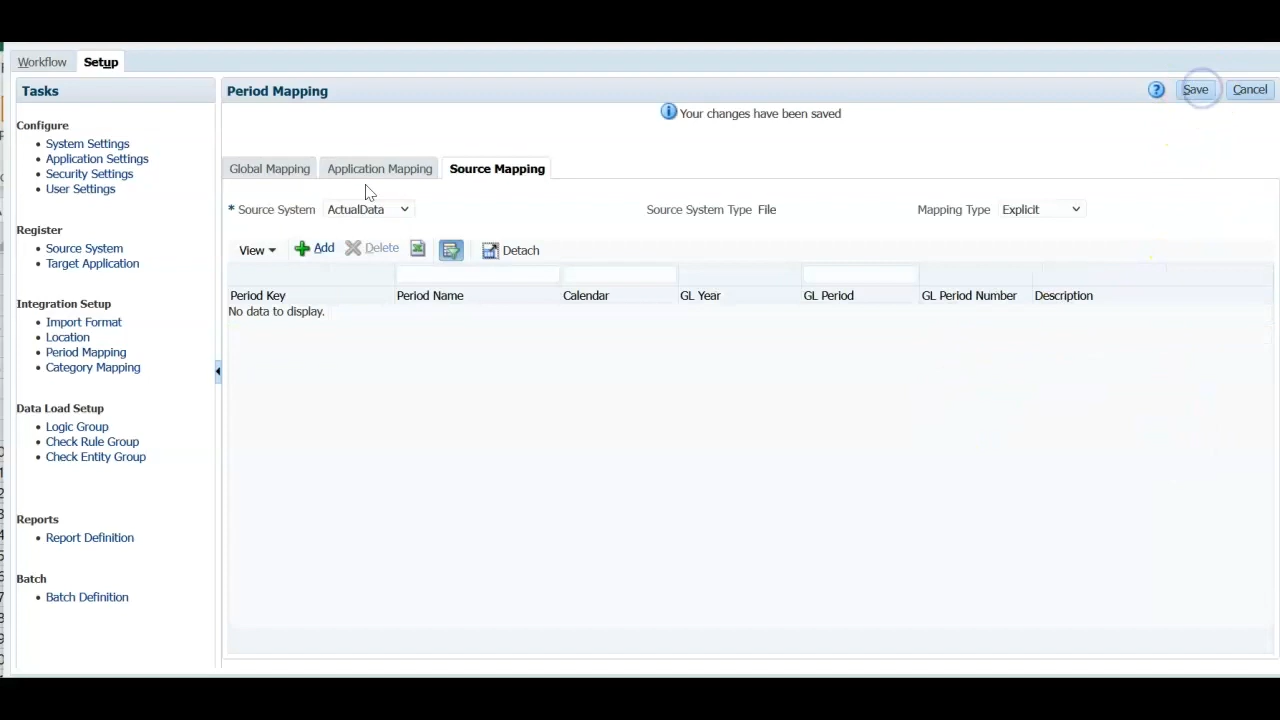 Workflow
Setup
Tasks
Configure
System Settings
Application Settings
Security Settings
User Settings
Register
Source System
Target Application
Integration Setup
Import Format
Location
Period Mapping
Category Mapping
Data Load Setup
Logic Group
Check Rule Group
Check Entity Group
Reports
Report Definition
Batch
Batch Definition
Period Mapping
? Save Cancel
Your changes have been saved
Global Mapping Application Mapping Source Mapping
* Source System ActualData Source System Type File Mapping Type Explicit
View Add Delete Detach
Period Key Period Name Calendar GL Year GL Period GL Period Number Description
No data to display.